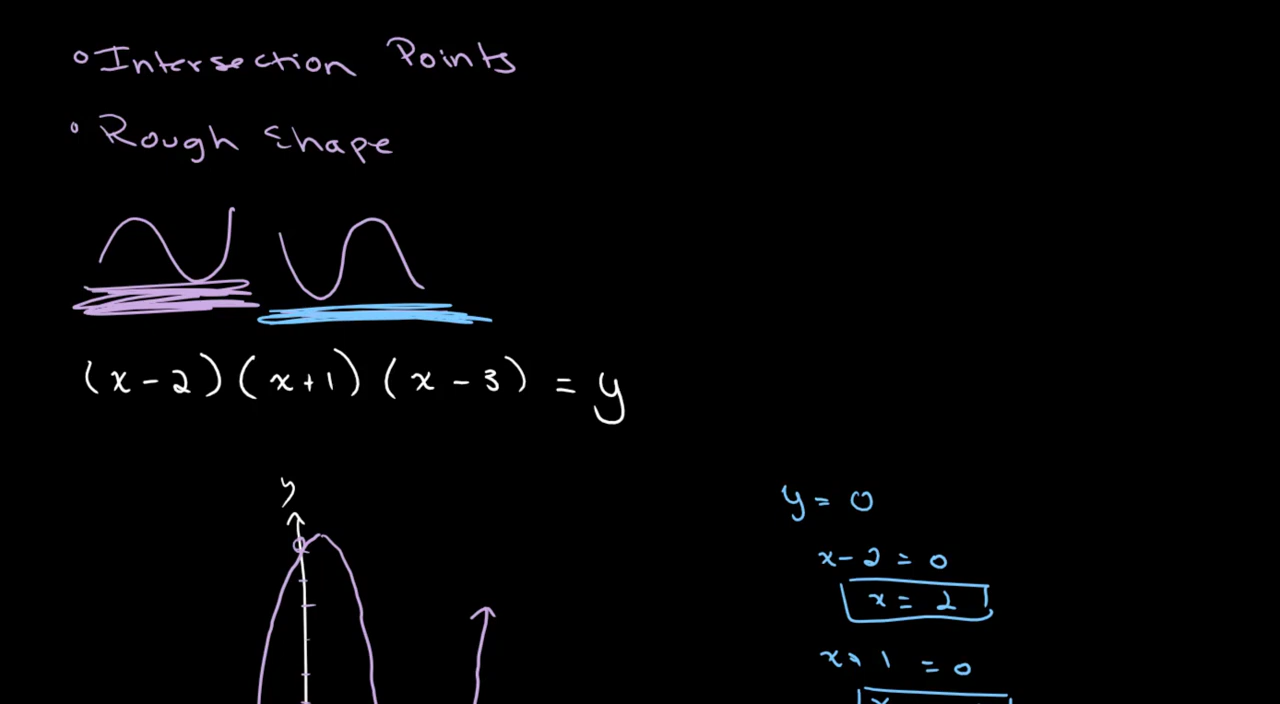 Intersection Points
Rough Shape
(x-2)(x+1)(x-3) = y
y
y = 0
x-2 = 0
x = 2
x+1 = 0
x